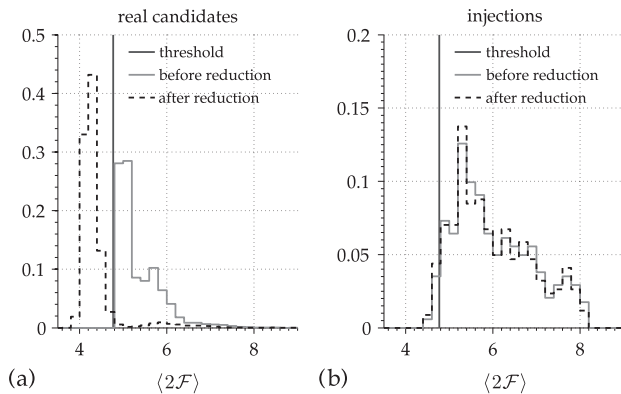 real candidates
0.5
0.4
0.3
0.2
0.1
0
threshold
before reduction
after reduction
4
6
8
(a)
⟨2ℱ⟩
injections
0.2
0.15
0.1
0.05
0
threshold
before reduction
after reduction
4
6
8
(b)
⟨2ℱ⟩